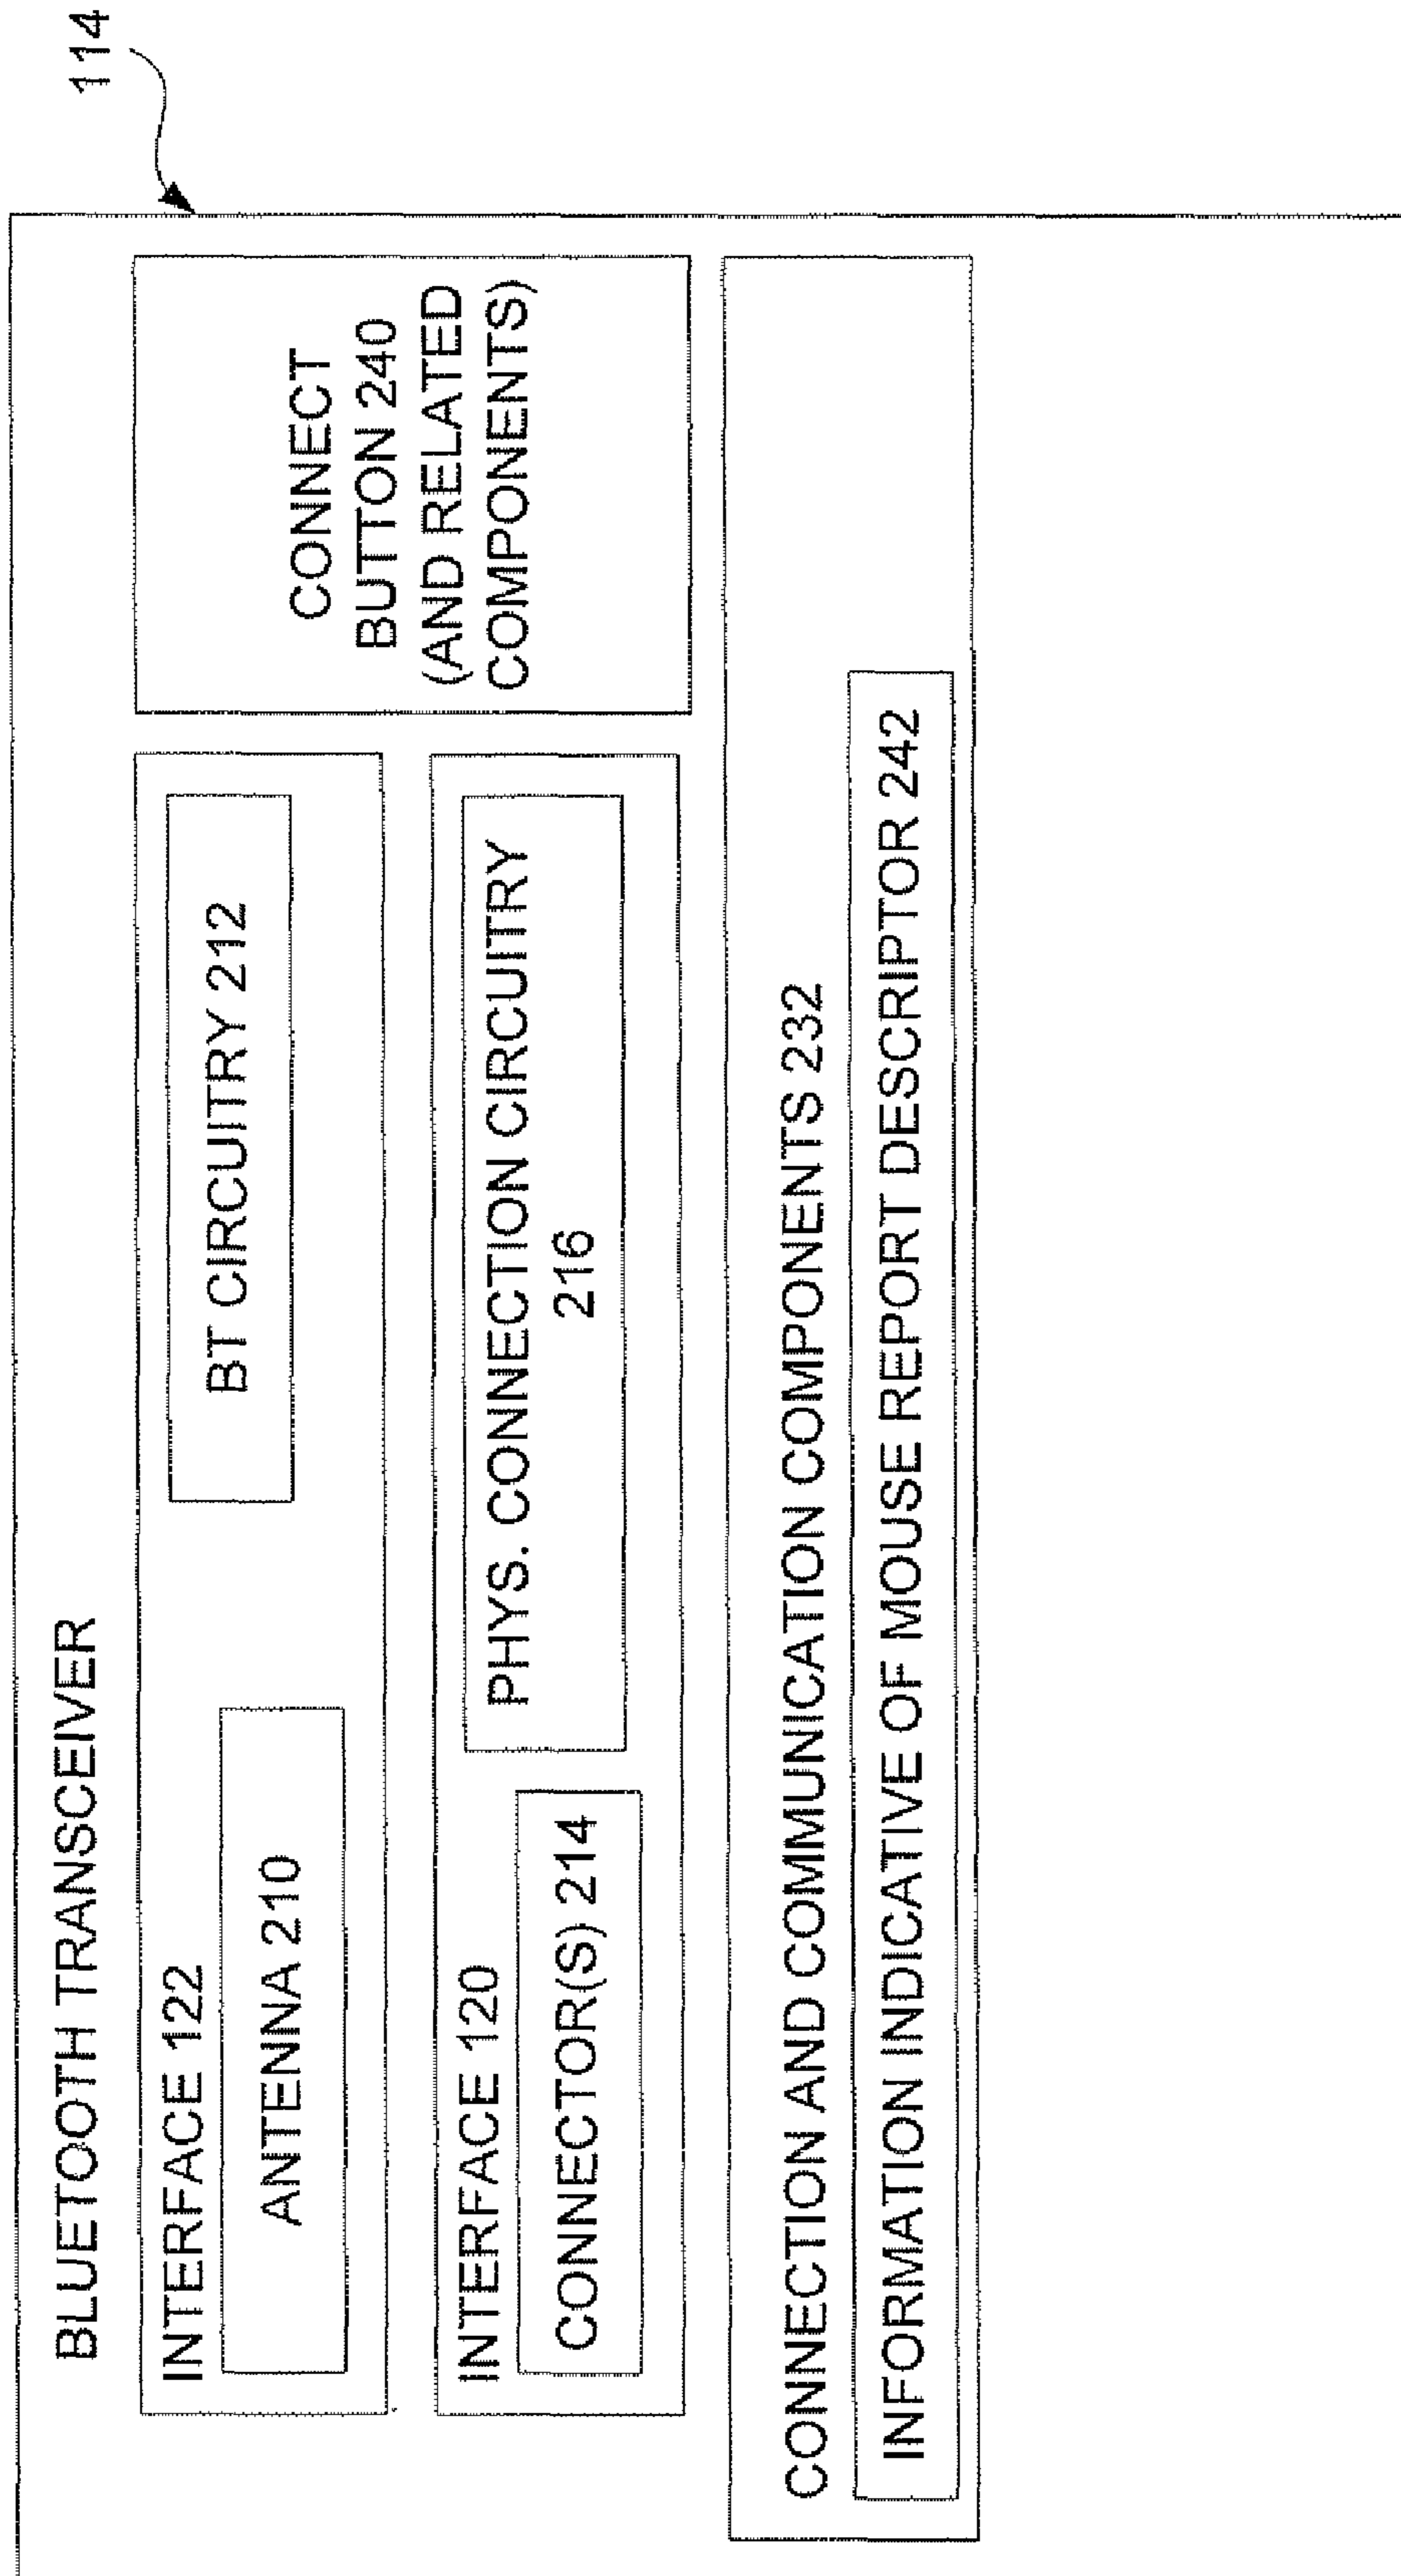 114
BLUETOOTH TRANSCEIVER
INTERFACE 122
ANTENNA 210
BT CIRCUITRY 212
INTERFACE 120
CONNECTOR(S) 214
PHYS. CONNECTION CIRCUITRY
216
CONNECT
BUTTON 240
(AND RELATED
COMPONENTS)
CONNECTION AND COMMUNICATION COMPONENTS 232
INFORMATION INDICATIVE OF MOUSE REPORT DESCRIPTOR 242